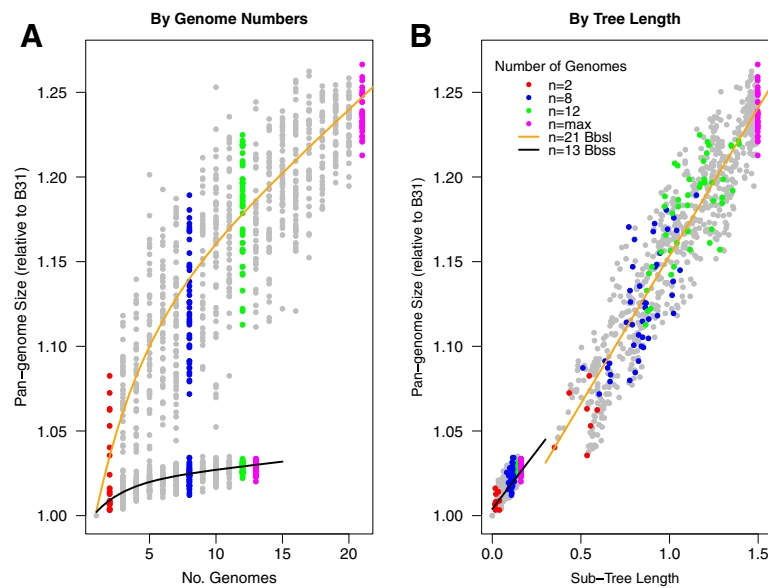 A
By Genome Numbers
Pan-genome Size (relative to B31)
1.25
1.20
1.15
1.10
1.05
1.00
5
10
15
20
No. Genomes
B
By Tree Length
Number of Genomes
n=2
n=8
n=12
n=max
n=21 Bbsl
n=13 Bbss
Pan-genome Size (relative to B31)
1.25
1.20
1.15
1.10
1.05
1.00
0.0
0.5
1.0
1.5
Sub-Tree Length